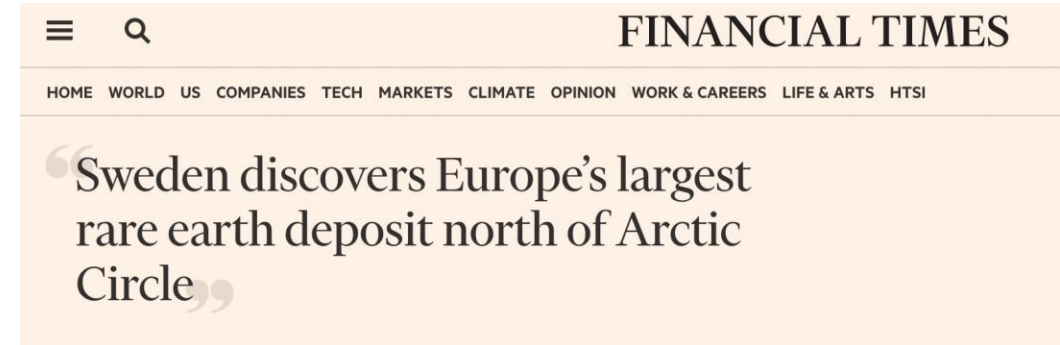 FINANCIAL TIMES
HOME WORLD US COMPANIES TECH MARKETS CLIMATE OPINION WORK & CAREERS LIFE & ARTS HTSI
“Sweden discovers Europe’s largest
rare earth deposit north of Arctic
Circle”